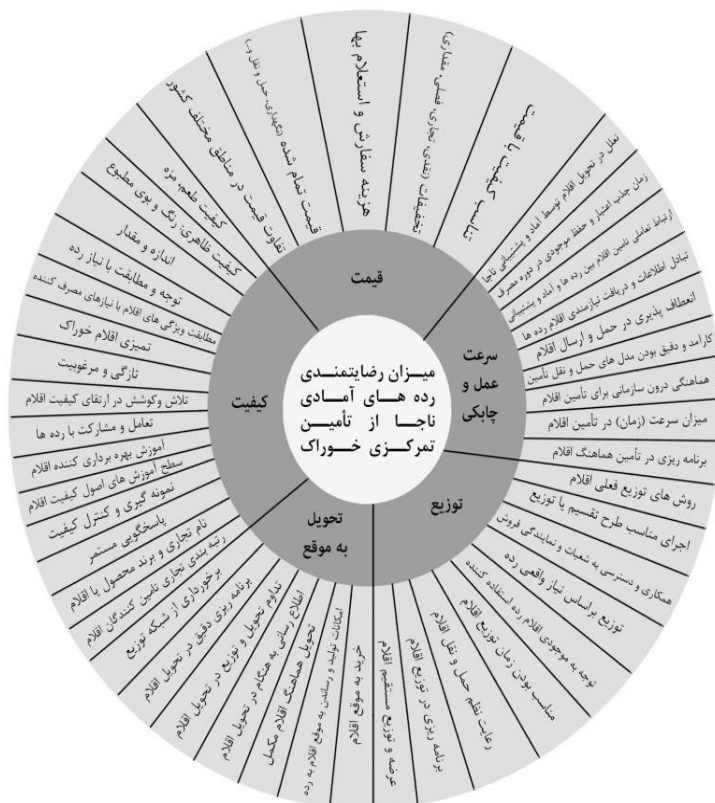 میزان رضایتمندی
رده های آمادی
ناجا از تأمین
تمرکزی خوراک
قیمت
سرعت
عمل و
چابکی
توزیع
تحویل
به موقع
کیفیت
تناسب کیفیت با قیمت
تخفیفات (نقدی، تجاری، فصلی، مقداری)
هزینه سفارش و استعلام بها
قیمت تمام شده (نگهداری، حمل و نقل و...)
تفاوت قیمت در مناطق مختلف کشور
تعلل در تحویل اقلام توسط آماد و پشتیبانی ناجا
زمان جذب اعتبار و حفظ موجودی در دوره مصرف
ارتباط تعاملی تامین اقلام بین رده ها و آماد و پشتیبانی
تبادل اطلاعات و دریافت نیازمندی اقلام رده ها
انعطاف پذیری در حمل و ارسال اقلام
کارآمد و دقیق بودن مدل های حمل و نقل تأمین
هماهنگی درون سازمانی برای تأمین اقلام
میزان سرعت (زمان) در تأمین اقلام
برنامه ریزی در تأمین هماهنگ اقلام
روش های توزیع فعلی اقلام
اجرای مناسب طرح تقسیم یا توزیع
همکاری و دسترسی به شعبات و نمایندگی فروش
توزیع براساس نیاز واقعی رده
توجه به موجودی اقلام رده استفاده کننده
مناسب بودن زمان توزیع اقلام
رعایت نظم حمل و نقل اقلام
برنامه ریزی در توزیع اقلام
عرضه و توزیع مستقیم اقلام
خرید به موقع اقلام
امکانات تولید و رساندن به موقع اقلام به رده
تحویل هماهنگ اقلام مکمل
اطلاع رسانی به هنگام در تحویل اقلام
تداوم تحویل و توزیع در تحویل اقلام
برنامه ریزی دقیق در تحویل اقلام
برخورداری از شبکه توزیع
رتبه بندی تجاری تامین کنندگان اقلام
نام تجاری و برند محصول یا اقلام
پاسخگویی مستمر
نمونه گیری و کنترل کیفیت
سطح آموزش های اصول کیفیت اقلام
آموزش بهره برداری کننده اقلام
تعامل و مشارکت با رده ها
تلاش وکوشش در ارتقای کیفیت اقلام
تازگی و مرغوبیت
تمیزی اقلام خوراک
مطابقت ویژگی های اقلام با نیازهای مصرف کننده
توجه و مطابقت با نیاز رده
اندازه و مقدار
کیفیت ظاهری: رنگ و بوی مطبوع
کیفیت طعم، مزه